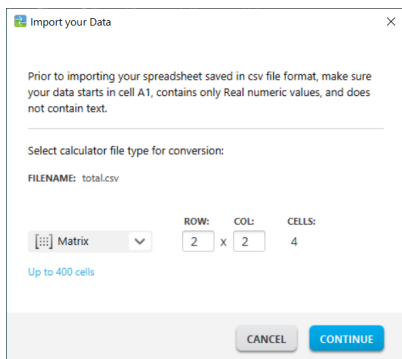 Import your Data
Prior to importing your spreadsheet saved in csv file format, make sure
your data starts in cell A1, contains only Real numeric values, and does
not contain text.
Select calculator file type for conversion:
FILENAME: total.csv
ROW: COL: CELLS:
Matrix 2 x 2 4
Up to 400 cells
CANCEL CONTINUE